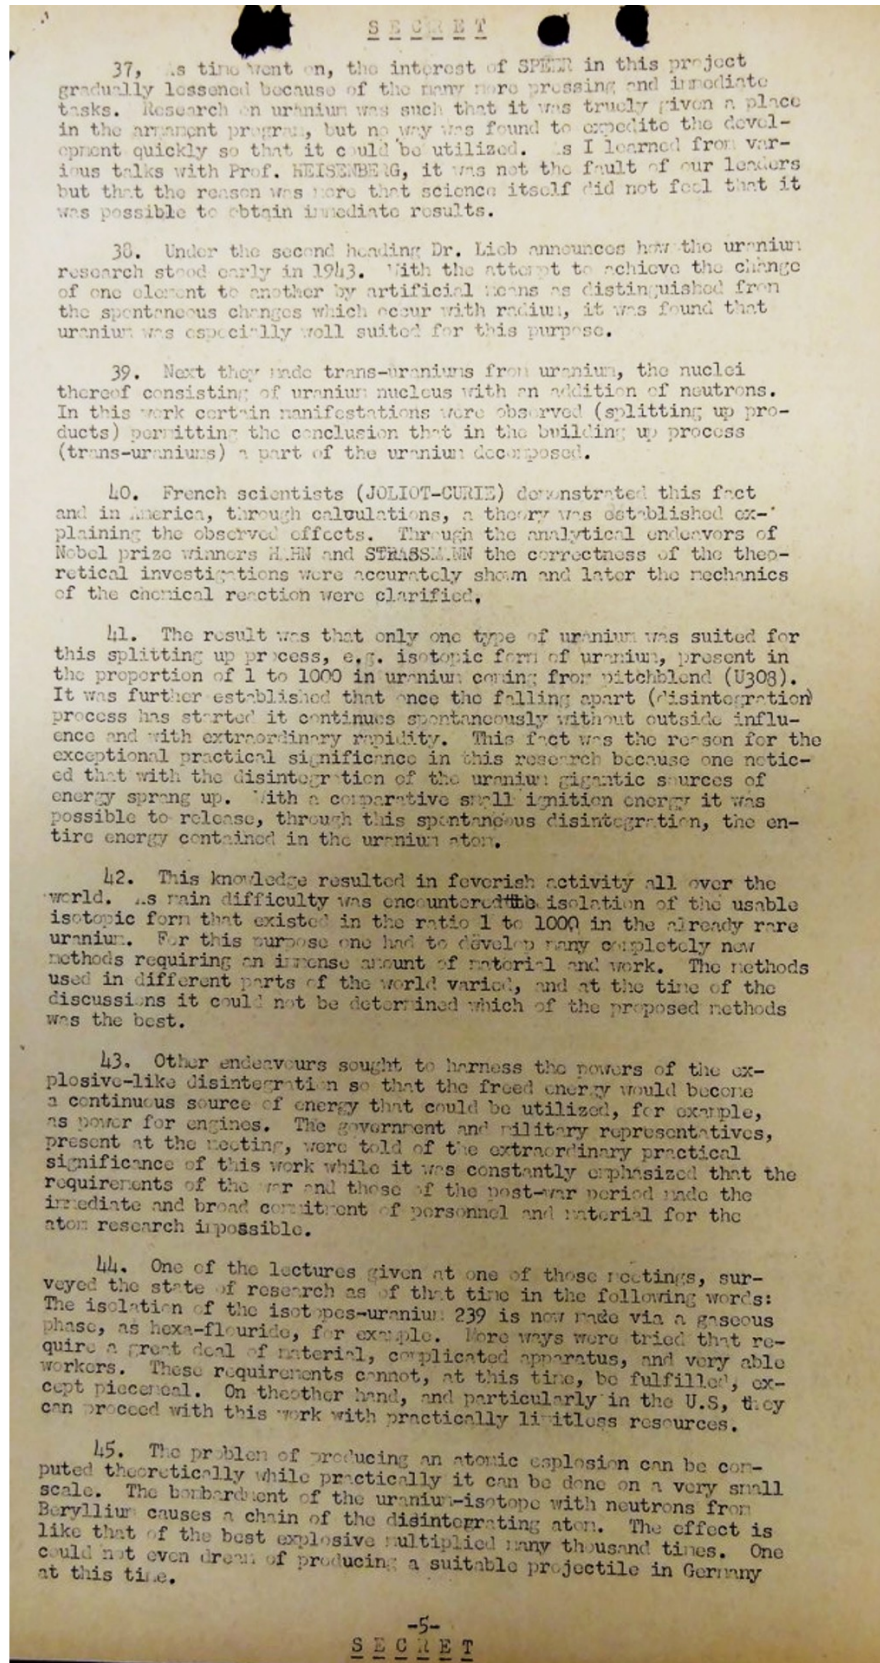 S E C R E T
37, As time went on, the interest of SPEER in this project
gradually lessened because of the many more pressing and immediate
tasks. Research on uranium was such that it was truely given a place
in the armament program, but no way was found to expedite the devel-
opment quickly so that it could be utilized. As I learned from var-
ious talks with Prof. HEISENBERG, it was not the fault of our leaders
but that the reason was more that science itself did not feel that it
was possible to obtain immediate results.
38. Under the second heading Dr. Lieb announces how the uranium
research stood early in 1943. With the attempt to achieve the change
of one element to another by artificial means as distinguished from
the spontaneous changes which occur with radium, it was found that
uranium was especially well suited for this purpose.
39. Next they made trans-uraniums from uranium, the nuclei
thereof consisting of uranium nucleus with an addition of neutrons.
In this work certain manifestations were observed (splitting up pro-
ducts) permitting the conclusion that in the building up process
(trans-uraniums) a part of the uranium decomposed.
40. French scientists (JOLIOT-CURIE) demonstrated this fact
and in America, through calculations, a theory was established ex-
plaining the observed effects. Through the analytical endeavors of
Nobel prize winners HAHN and STRASSMANN the correctness of the theo-
retical investigations were accurately shown and later the mechanics
of the chemical reaction were clarified.
41. The result was that only one type of uranium was suited for
this splitting up process, e.g. isotopic form of uranium, present in
the proportion of 1 to 1000 in uranium coming from pitchblend (U308).
It was further established that once the falling apart (disintegration)
process has started it continues spontaneously without outside influ-
ence and with extraordinary rapidity. This fact was the reason for the
exceptional practical significance in this research because one notic-
ed that with the disintegration of the uranium gigantic sources of
energy sprang up. With a comparative small ignition energy it was
possible to release, through this spontaneous disintegration, the en-
tire energy contained in the uranium atom.
42. This knowledge resulted in feverish activity all over the
world. As main difficulty was encountered the isolation of the usable
isotopic form that existed in the ratio 1 to 1000 in the already rare
uranium. For this purpose one had to develop many completely new
methods requiring an immense amount of material and work. The methods
used in different parts of the world varied, and at the time of the
discussions it could not be determined which of the proposed methods
was the best.
43. Other endeavours sought to harness the powers of the ex-
plosive-like disintegration so that the freed energy would become
a continuous source of energy that could be utilized, for example,
as power for engines. The government and military representatives,
present at the meeting, were told of the extraordinary practical
significance of this work while it was constantly emphasized that the
requirements of the war and those of the post-war period made the
immediate and broad commitment of personnel and material for the
atom research impossible.
44. One of the lectures given at one of those meetings, sur-
veyed the state of research as of that time in the following words:
The isolation of the isotopes-uranium 239 is now made via a gaseous
phase, as hexa-flouride, for example. More ways were tried that re-
quire a great deal of material, complicated apparatus, and very able
workers. These requirements cannot, at this time, be fulfilled, ex-
cept piecemeal. On theother hand, and particularly in the U.S, they
can proceed with this work with practically limitless resources.
45. The problem of producing an atomic explosion can be com-
puted theoretically while practically it can be done on a very small
scale. The bombardment of the uranium-isotope with neutrons from
Beryllium causes a chain of the disintegrating atom. The effect is
like that of the best explosive multiplied many thousand times. One
could not even dream of producing a suitable projectile in Germany
at this time.
-5-
S E C R E T